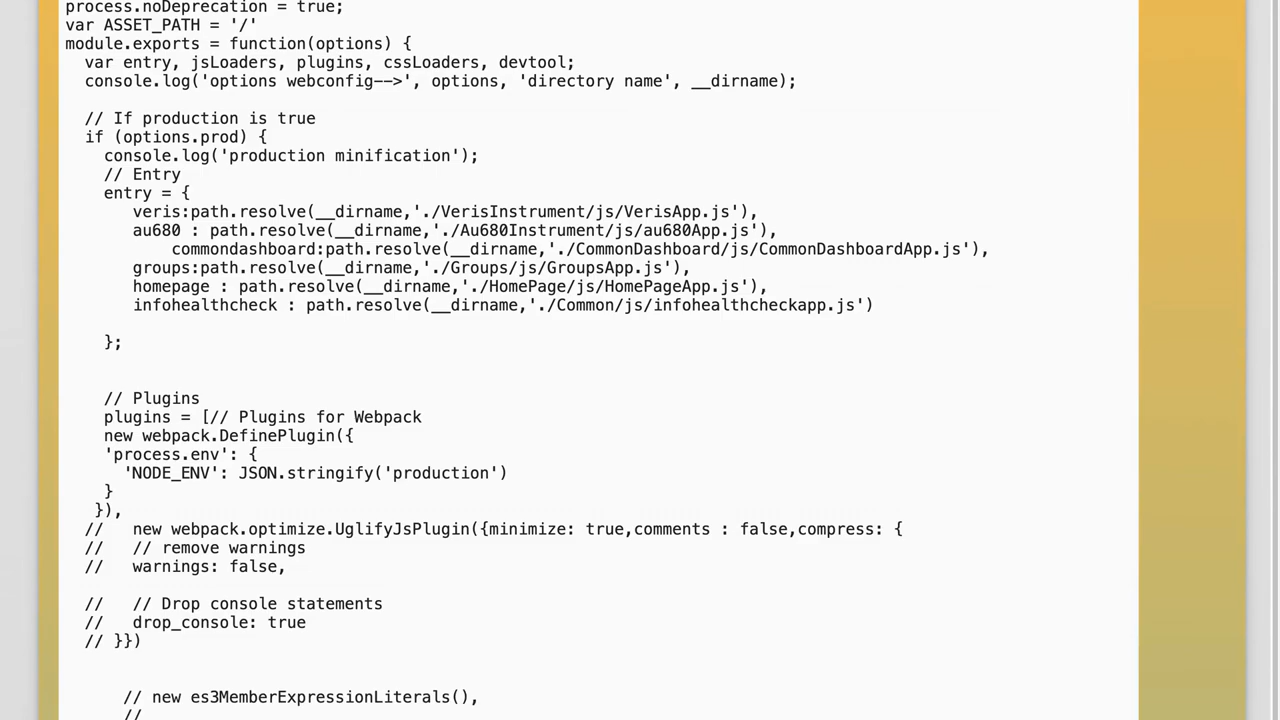 process.noDeprecation = true;
var ASSET_PATH = '/'
module.exports = function(options) {
  var entry, jsLoaders, plugins, cssLoaders, devtool;
  console.log('options webconfig-->', options, 'directory name', __dirname);

  // If production is true
  if (options.prod) {
    console.log('production minification');
    // Entry
    entry = {
       veris:path.resolve(__dirname,'./VerisInstrument/js/VerisApp.js'),
       au680 : path.resolve(__dirname,'./Au680Instrument/js/au680App.js'),
           commondashboard:path.resolve(__dirname,'./CommonDashboard/js/CommonDashboardApp.js'),
       groups:path.resolve(__dirname,'./Groups/js/GroupsApp.js'),
       homepage : path.resolve(__dirname,'./HomePage/js/HomePageApp.js'),
       infohealthcheck : path.resolve(__dirname,'./Common/js/infohealthcheckapp.js')

    };


    // Plugins
    plugins = [// Plugins for Webpack
    new webpack.DefinePlugin({
    'process.env': {
      'NODE_ENV': JSON.stringify('production')
    }
   }),
  //   new webpack.optimize.UglifyJsPlugin({minimize: true,comments : false,compress: {
  //   // remove warnings
  //   warnings: false,

  //   // Drop console statements
  //   drop_console: true
  // }})


      // new es3MemberExpressionLiterals(),
      //